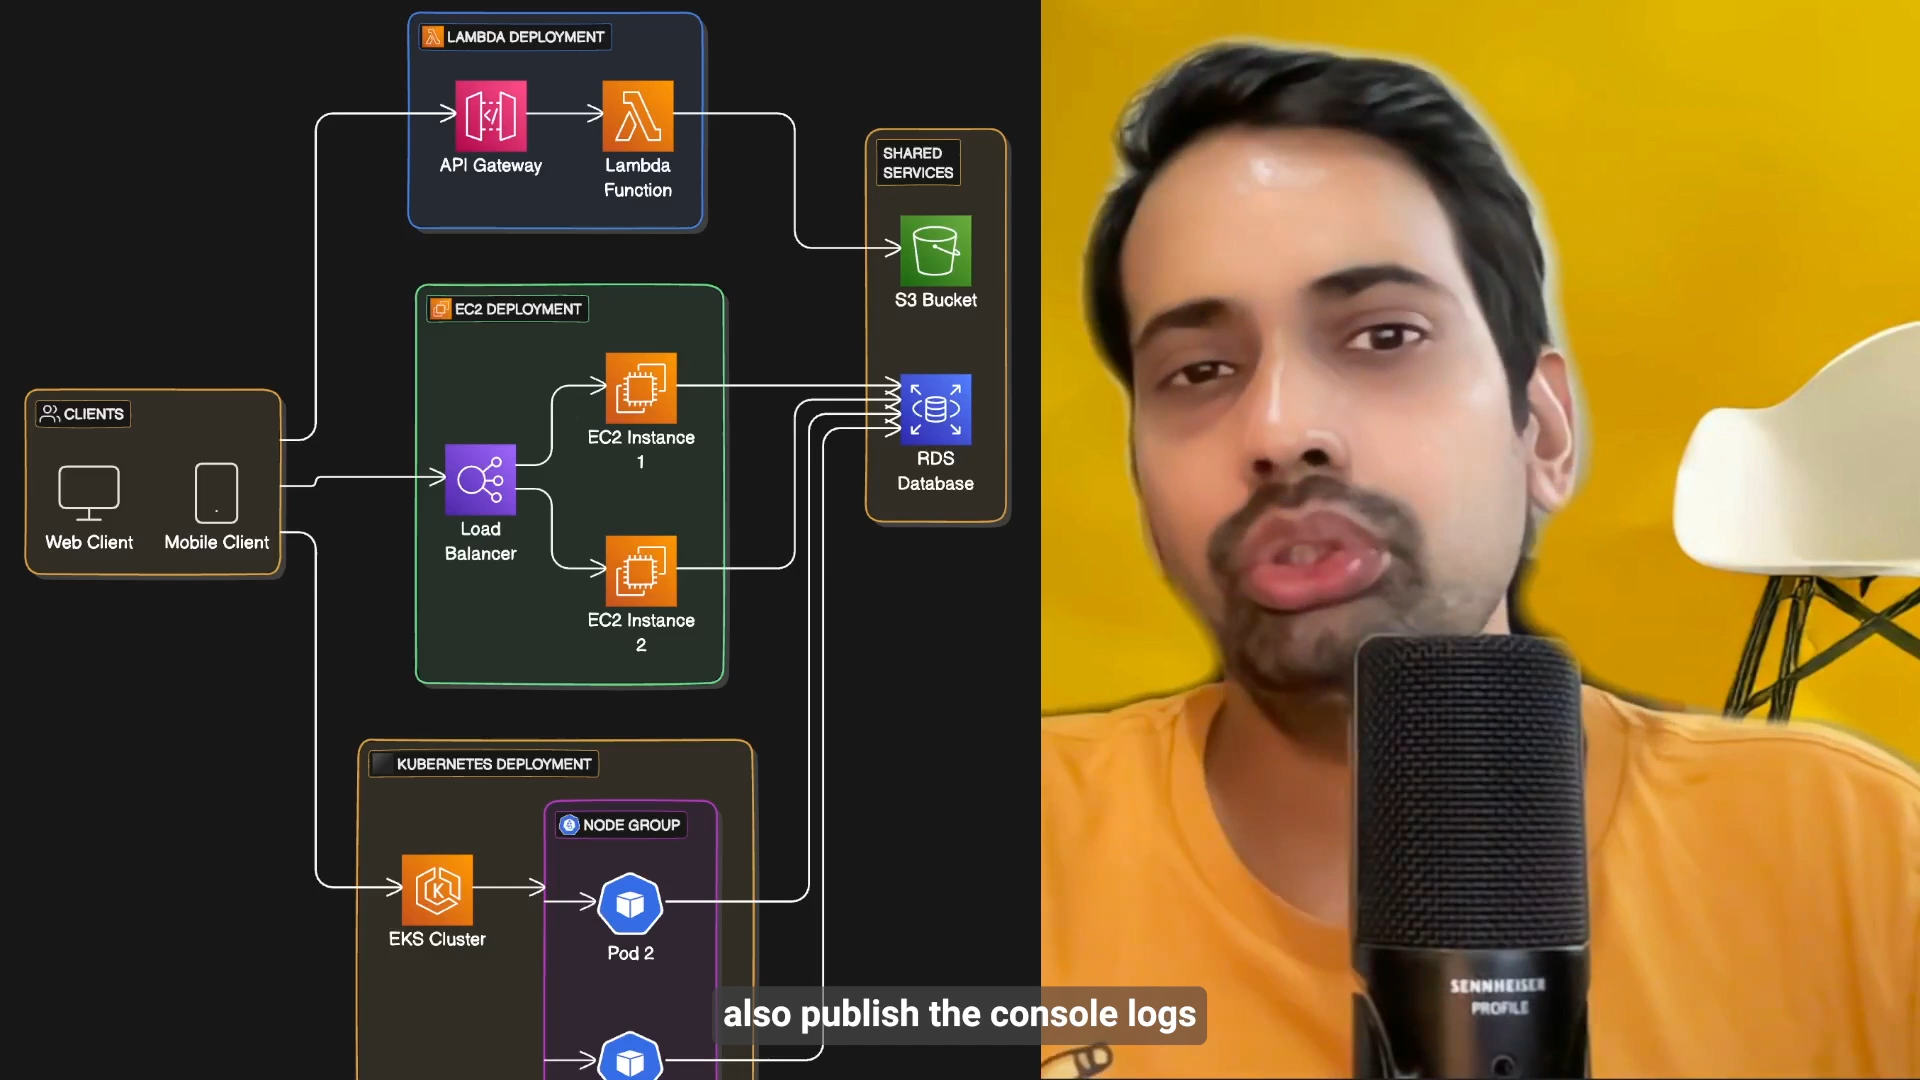 LAMBDA DEPLOYMENT
API Gateway
Lambda
Function
SHARED
SERVICES
S3 Bucket
RDS
Database
EC2 DEPLOYMENT
EC2 Instance
1
Load
Balancer
EC2 Instance
2
CLIENTS
Web Client
Mobile Client
KUBERNETES DEPLOYMENT
NODE GROUP
EKS Cluster
Pod 2
also publish the console logs
SENNHEISER
PROFILE